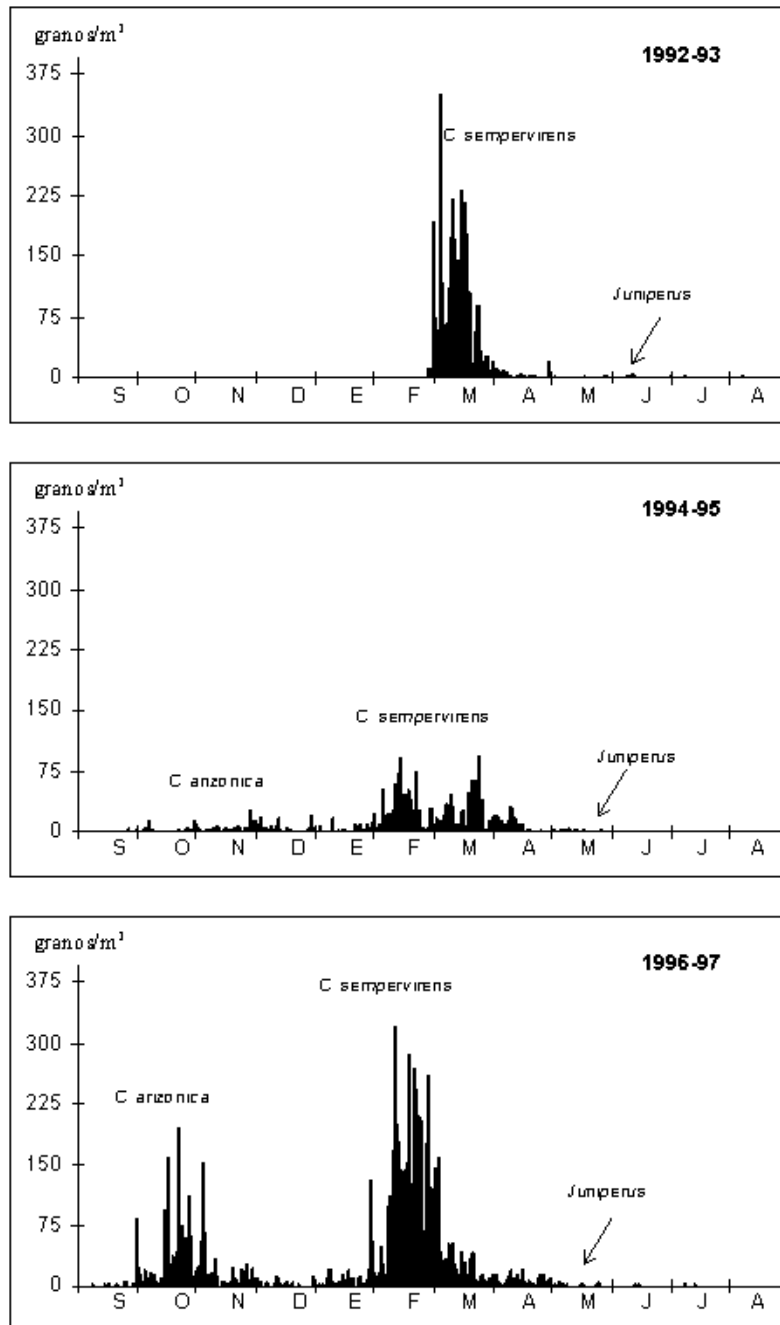 granos/m³
1992-93
375
300
C sempervirens
225
150
75
Juniperus
0
S O N D E F M A M J J A
granos/m³
1994-95
375
300
225
150
C sempervirens
75
C arizonica
Juniperus
0
S O N D E F M A M J J A
granos/m³
1996-97
375
C sempervirens
300
225
C arizonica
150
75
Juniperus
0
S O N D E F M A M J J A